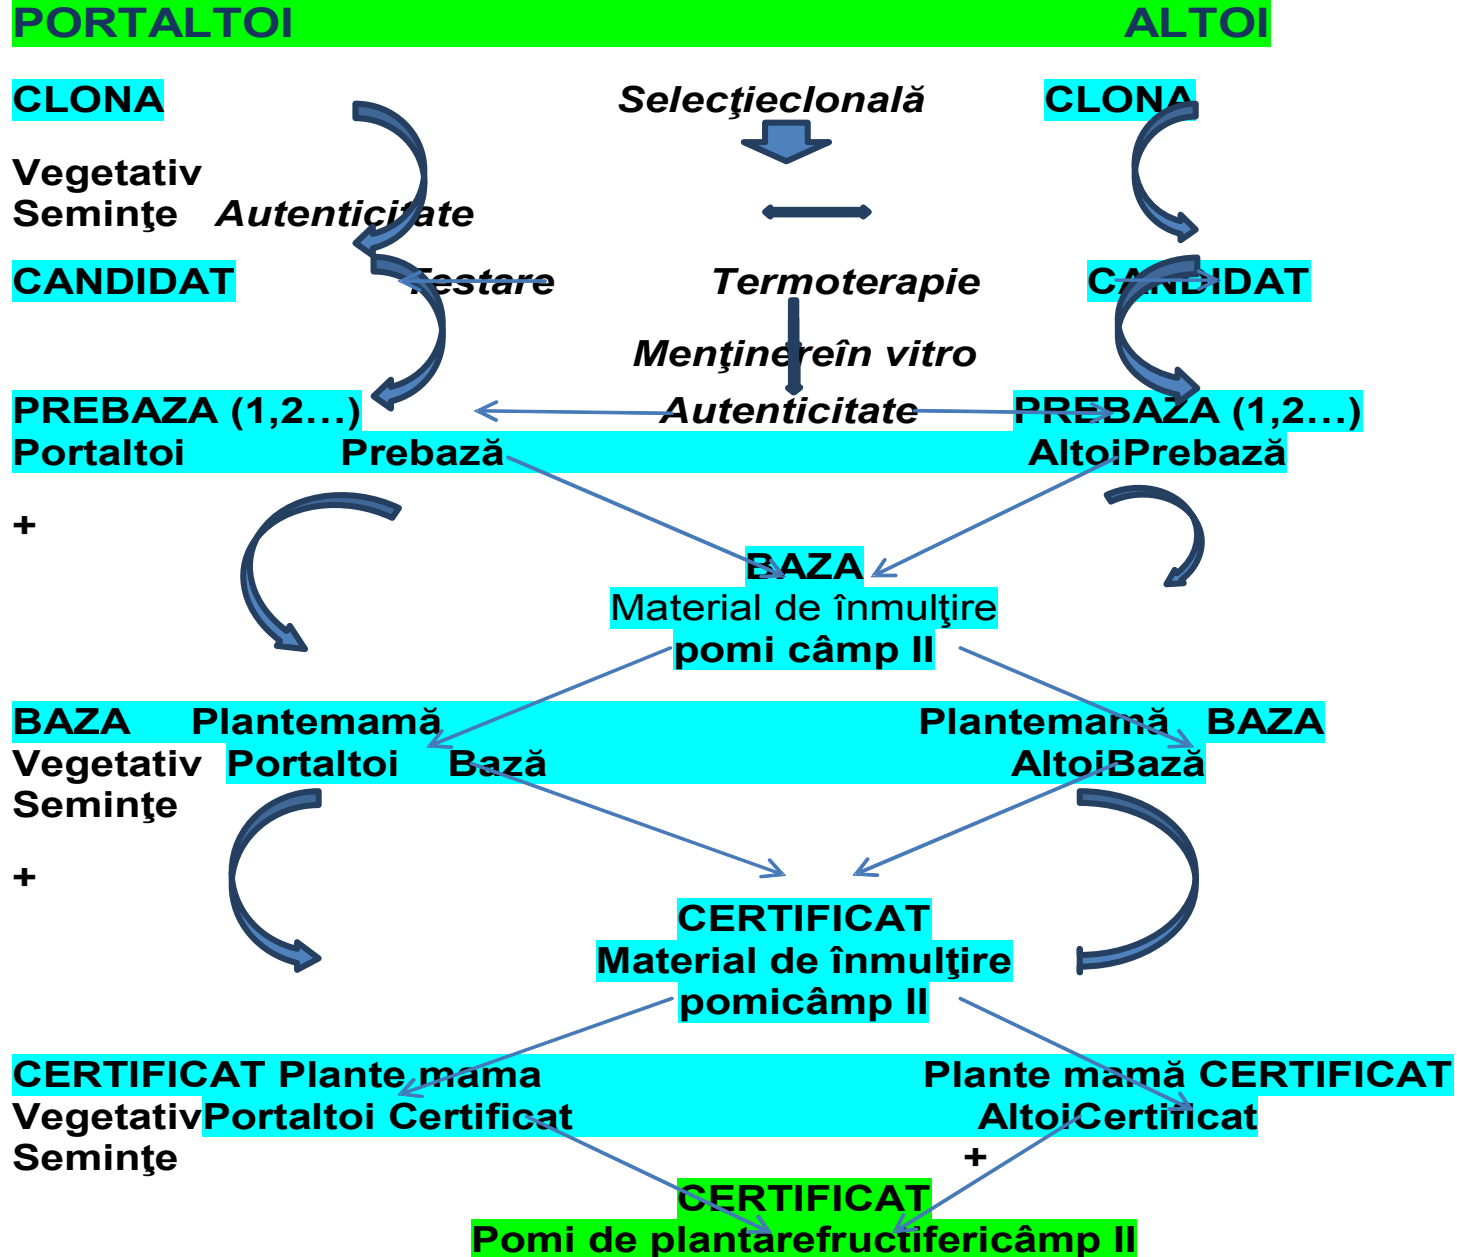 PORTALTOI ALTOI
CLONA Selecţieclonală CLONA
Vegetativ
Seminţe Autenticitate
CANDIDAT Testare Termoterapie CANDIDAT
Menţinereîn vitro
PREBAZA (1,2...) Autenticitate PREBAZA (1,2...)
Portaltoi Prebază AltoiPrebază
+
BAZA
Material de înmulţire
pomi câmp II
BAZA Plantemamă Plantemamă BAZA
Vegetativ Portaltoi Bază AltoiBază
Seminţe
+
CERTIFICAT
Material de înmulţire
pomicâmp II
CERTIFICAT Plante mama Plante mamă CERTIFICAT
VegetativPortaltoi Certificat AltoiCertificat
Seminţe +
CERTIFICAT
Pomi de plantarefructifericâmp II